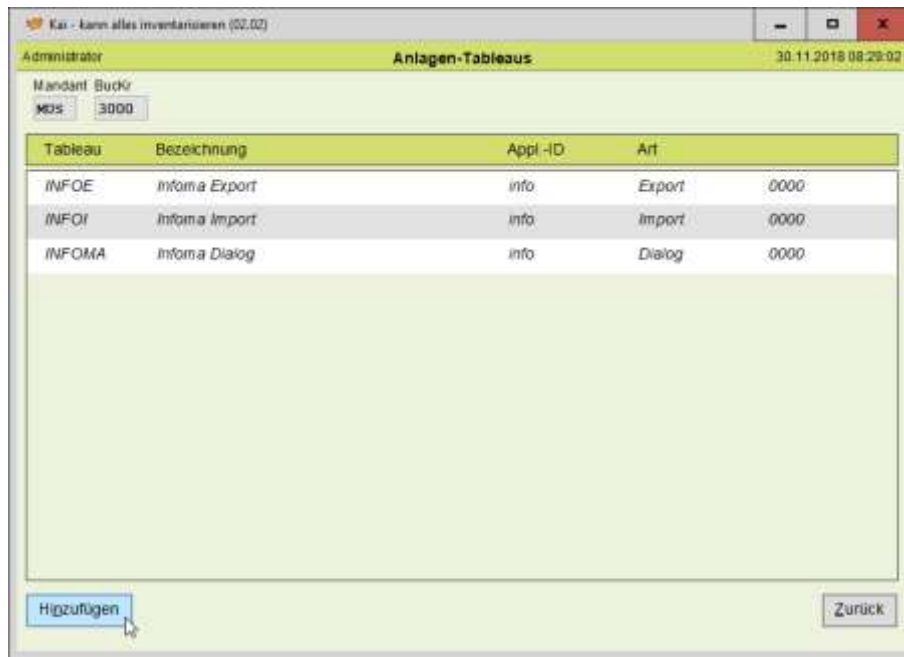 Kai - kann alles inventarisieren (02.02)
Administrator Anlagen-Tableaus 30.11.2018 08:29:02
Mandant BucKr
MDS 3000
Tableau Bezeichnung Appl.-ID Art
INFOE Infoma Export info Export 0000
INFOI Infoma Import info Import 0000
INFOMA Infoma Dialog info Dialog 0000
Hinzufügen Zurück